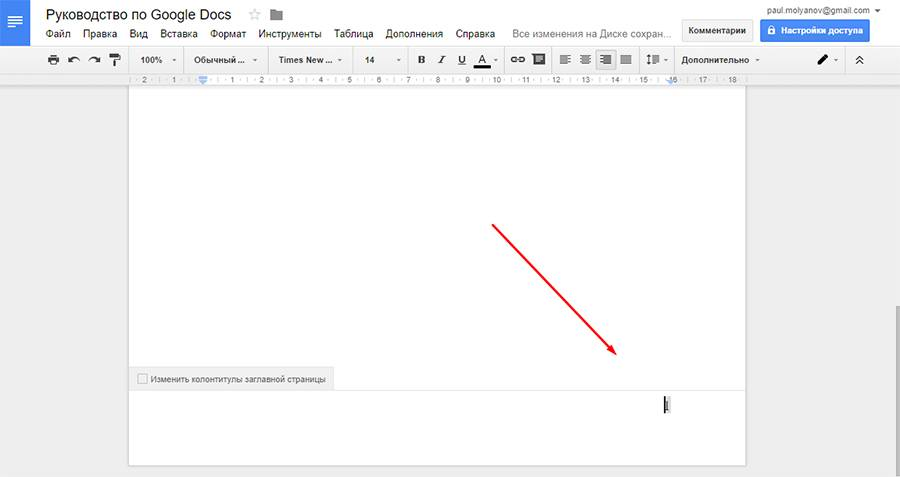 Руководство по Google Docs
paul.molyanov@gmail.com
Файл Правка Вид Вставка Формат Инструменты Таблица Дополнения Справка Все изменения на Диске сохран...
Комментарии
Настройки доступа
100% Обычный ... Times New ... 14 B I U A Дополнительно
2 1 1 2 3 4 5 6 7 8 9 10 11 12 13 14 15 16 17 18
Изменить колонтитулы заглавной страницы